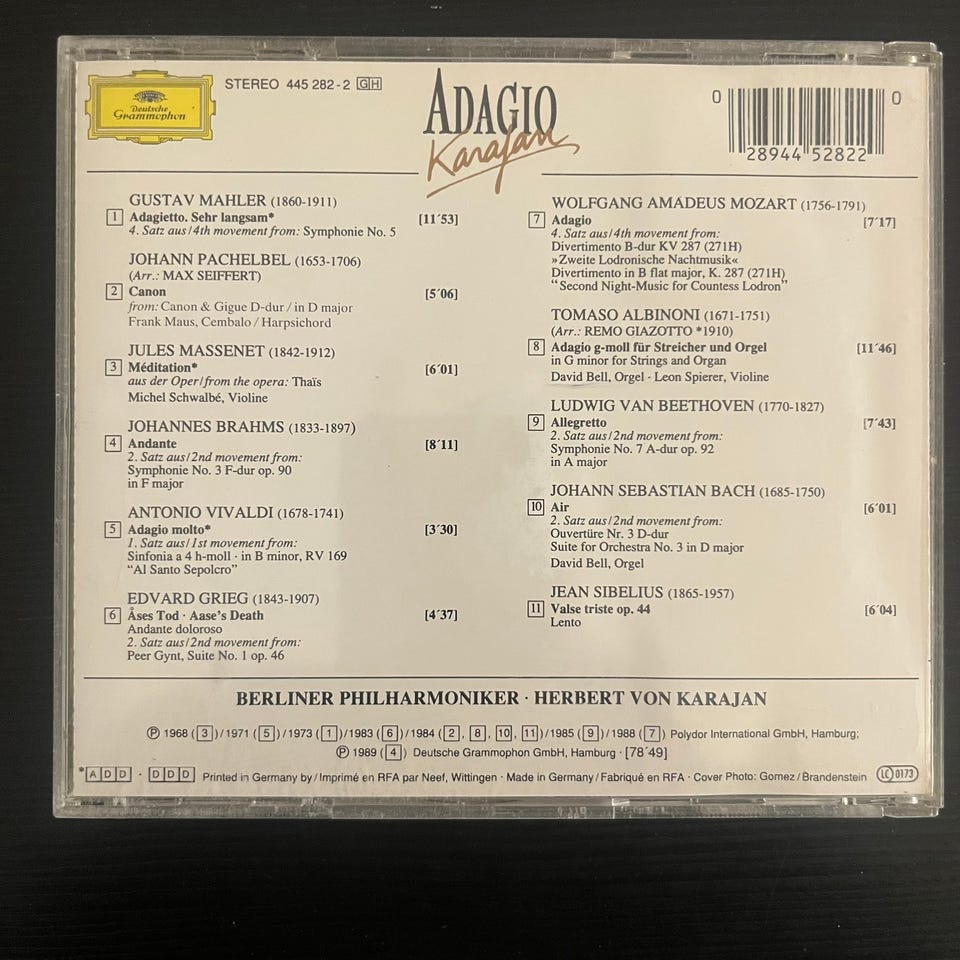 Deutsche
Grammophon
STEREO 445 282-2 GH
ADAGIO
Karajan
0 28944 52822 0
GUSTAV MAHLER (1860-1911)
1 Adagietto. Sehr langsam* [11´53]
4. Satz aus/4th movement from: Symphonie No. 5
JOHANN PACHELBEL (1653-1706)
(Arr.: MAX SEIFFERT)
2 Canon [5´06]
from: Canon & Gigue D-dur / in D major
Frank Maus, Cembalo / Harpsichord
JULES MASSENET (1842-1912)
3 Méditation* [6´01]
aus der Oper/from the opera: Thaïs
Michel Schwalbé, Violine
JOHANNES BRAHMS (1833-1897)
4 Andante [8´11]
2. Satz aus/2nd movement from:
Symphonie No. 3 F-dur op. 90
in F major
ANTONIO VIVALDI (1678-1741)
5 Adagio molto* [3´30]
1. Satz aus/1st movement from:
Sinfonia a 4 h-moll · in B minor, RV 169
“Al Santo Sepolcro”
EDVARD GRIEG (1843-1907)
6 Åses Tod · Aase's Death [4´37]
Andante doloroso
2. Satz aus/2nd movement from:
Peer Gynt, Suite No. 1 op. 46
WOLFGANG AMADEUS MOZART (1756-1791)
7 Adagio [7´17]
4. Satz aus/4th movement from:
Divertimento B-dur KV 287 (271H)
»Zweite Lodronische Nachtmusik«
Divertimento in B flat major, K. 287 (271H)
“Second Night-Music for Countess Lodron”
TOMASO ALBINONI (1671-1751)
(Arr.: REMO GIAZOTTO *1910)
8 Adagio g-moll für Streicher und Orgel [11´46]
in G minor for Strings and Organ
David Bell, Orgel · Leon Spierer, Violine
LUDWIG VAN BEETHOVEN (1770-1827)
9 Allegretto [7´43]
2. Satz aus/2nd movement from:
Symphonie No. 7 A-dur op. 92
in A major
JOHANN SEBASTIAN BACH (1685-1750)
10 Air [6´01]
2. Satz aus/2nd movement from:
Ouvertüre Nr. 3 D-dur
Suite for Orchestra No. 3 in D major
David Bell, Orgel
JEAN SIBELIUS (1865-1957)
11 Valse triste op. 44 [6´04]
Lento
BERLINER PHILHARMONIKER · HERBERT VON KARAJAN
Ⓟ 1968 (3)/1971 (5)/1973 (1)/1983 (6)/1984 (2, 8, 10, 11)/1985 (9)/1988 (7) Polydor International GmbH, Hamburg;
Ⓟ 1989 (4) Deutsche Grammophon GmbH, Hamburg · [78´49]
*ADD · DDD Printed in Germany by/Imprimé en RFA par Neef, Wittingen · Made in Germany/Fabriqué en RFA · Cover Photo: Gomez/Brandenstein LC 0173